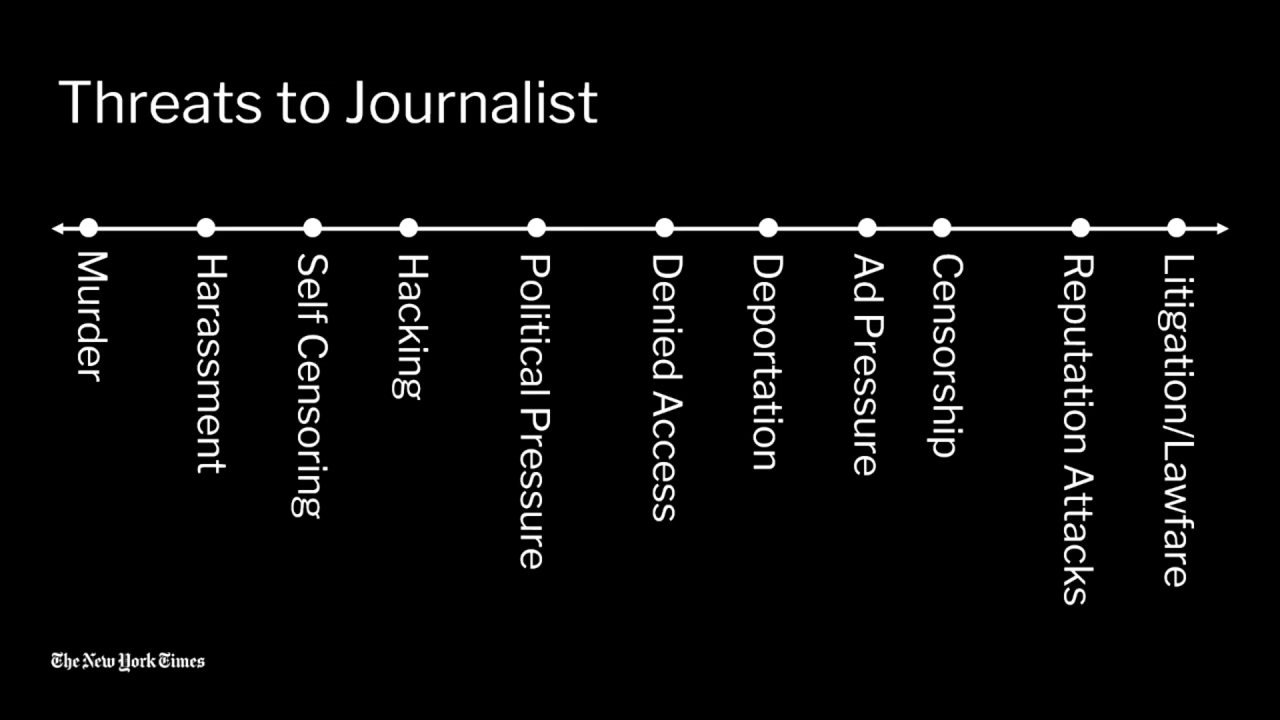 Threats to Journalist
Murder
Harassment
Self Censoring
Hacking
Political Pressure
Denied Access
Deportation
Ad Pressure
Censorship
Reputation Attacks
Litigation/Lawfare
The New York Times